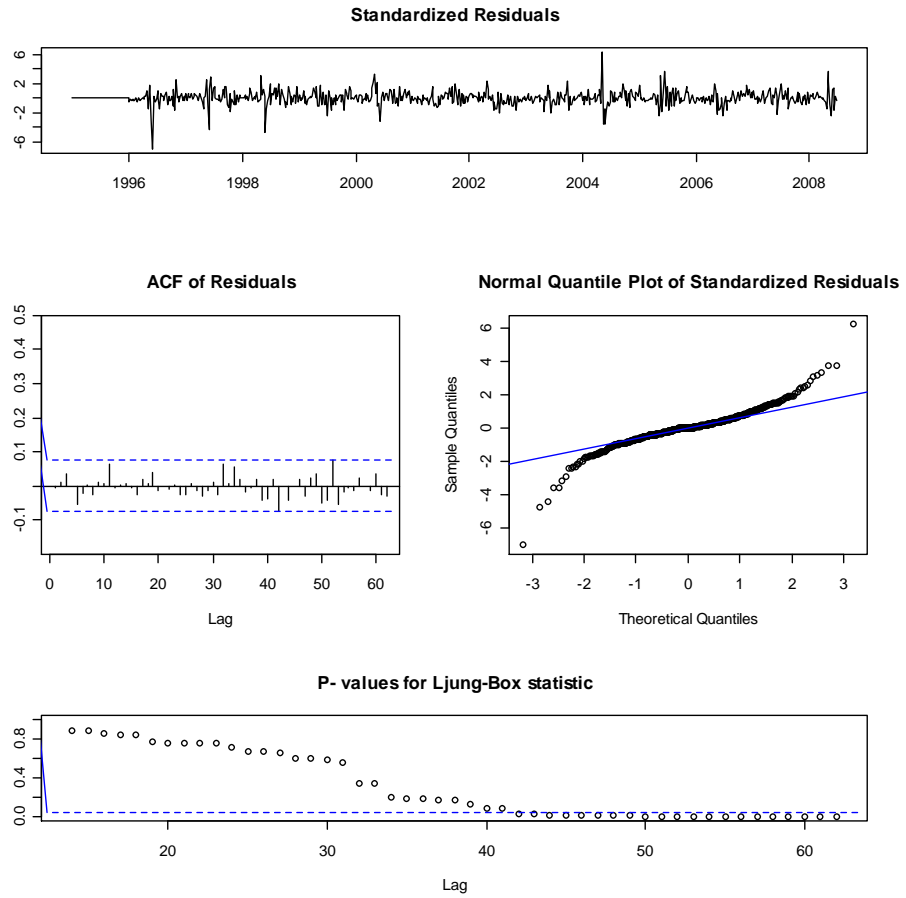 Standardized Residuals
6
2
-2
-6
1996 1998 2000 2002 2004 2006 2008
ACF of Residuals
0.5
0.4
0.3
0.2
0.1
-0.1
0 10 20 30 40 50 60
Lag
Normal Quantile Plot of Standardized Residuals
Sample Quantiles
6
4
2
0
-2
-4
-6
-3 -2 -1 0 1 2 3
Theoretical Quantiles
P- values for Ljung-Box statistic
0.8
0.4
0.0
20 30 40 50 60
Lag